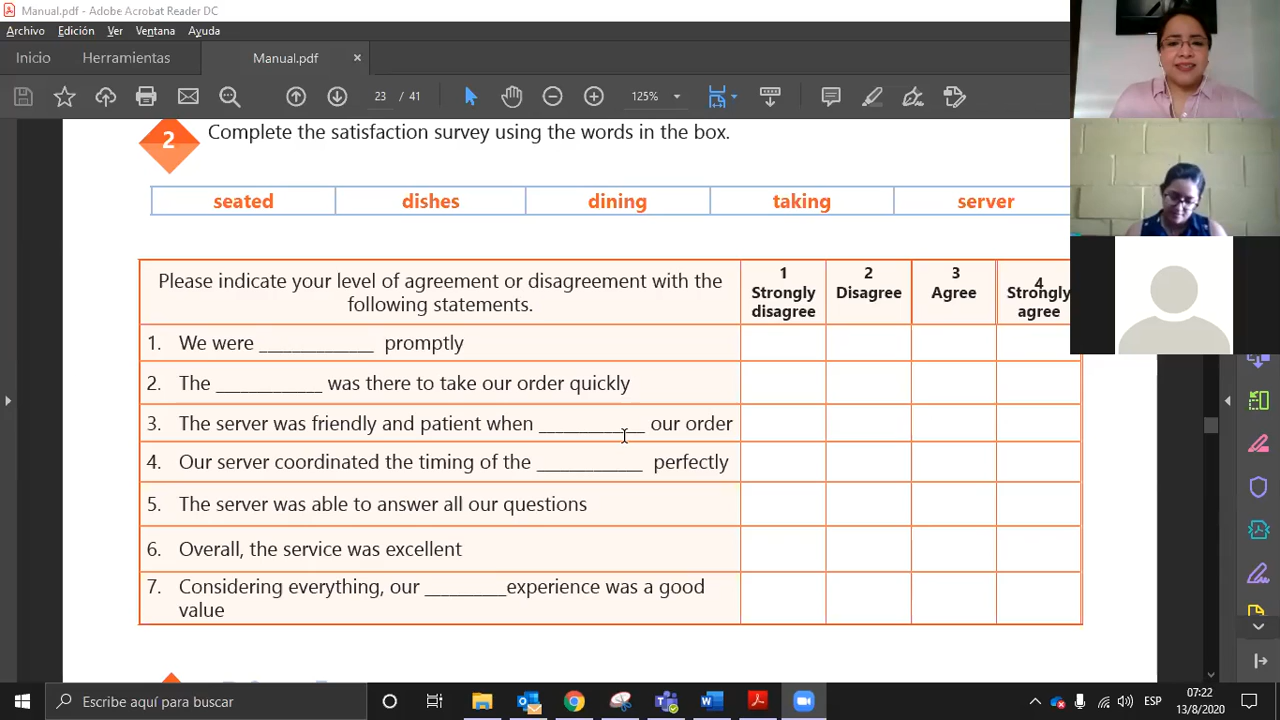 Manual.pdf - Adobe Acrobat Reader DC
Archivo Edición Ver Ventana Ayuda
Inicio Herramientas Manual.pdf ×
23 / 41 125%
2 Complete the satisfaction survey using the words in the box.
seated dishes dining taking server
Please indicate your level of agreement or disagreement with the
following statements.
1
Strongly
disagree
2
Disagree
3
Agree
4
Strongly
agree
1. We were _____________ promptly
2. The ____________ was there to take our order quickly
3. The server was friendly and patient when ____________ our order
4. Our server coordinated the timing of the ____________ perfectly
5. The server was able to answer all our questions
6. Overall, the service was excellent
7. Considering everything, our _________experience was a good
value
Escribe aquí para buscar
ESP
07:22
13/8/2020